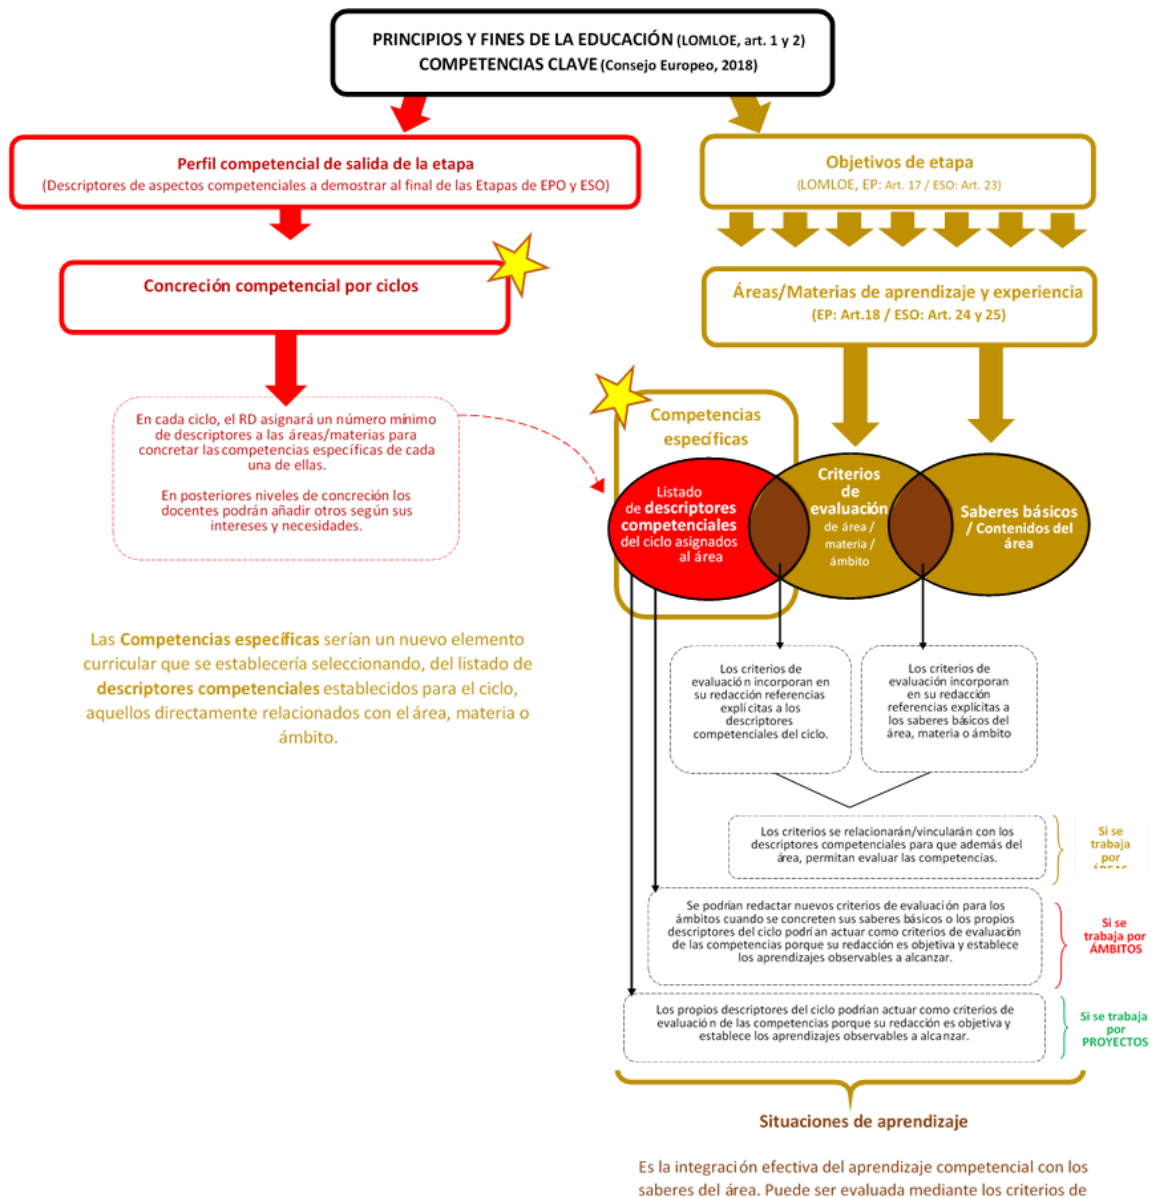 PRINCIPIOS Y FINES DE LA EDUCACIÓN (LOMLOE, art. 1 y 2)
COMPETENCIAS CLAVE (Consejo Europeo, 2018)
Perfil competencial de salida de la etapa
(Descriptores de aspectos competenciales a demostrar al final de las Etapas de EPO y ESO)
Objetivos de etapa
(LOMLOE, EP: Art. 17 / ESO: Art. 23)
Concreción competencial por ciclos
Áreas/Materias de aprendizaje y experiencia
(EP: Art.18 / ESO: Art. 24 y 25)
En cada ciclo, el RD asignará un número mínimo
de descriptores a las áreas/materias para
concretar las competencias específicas de cada
una de ellas.
En posteriores niveles de concreción los
docentes podrán añadir otros según sus
intereses y necesidades.
Competencias
específicas
Listado
de descriptores
competenciales
del ciclo asignados
al área
Criterios
de
evaluación
de área /
materia /
ámbito
Saberes básicos
/ Contenidos del
área
Las Competencias específicas serían un nuevo elemento
curricular que se establecería seleccionando, del listado de
descriptores competenciales establecidos para el ciclo,
aquellos directamente relacionados con el área, materia o
ámbito.
Los criterios de
evaluación incorporan en
su redacción referencias
explícitas a los
descriptores
competenciales del ciclo.
Los criterios de
evaluación incorporan
en su redacción
referencias explícitas a
los saberes básicos del
área, materia o ámbito
Los criterios se relacionarán/vincularán con los
descriptores competenciales para que además del
área, permitan evaluar las competencias.
Si se
trabaja
por
Se podrían redactar nuevos criterios de evaluación para los
ámbitos cuando se concreten sus saberes básicos o los propios
descriptores del ciclo podrían actuar como criterios de evaluación
de las competencias porque su redacción es objetiva y establece
los aprendizajes observables a alcanzar.
Si se
trabaja por
ÁMBITOS
Los propios descriptores del ciclo podrían actuar como criterios de
evaluación de las competencias porque su redacción es objetiva y
establece los aprendizajes observables a alcanzar.
Si se trabaja
por
PROYECTOS
Situaciones de aprendizaje
Es la integración efectiva del aprendizaje competencial con los
saberes del área. Puede ser evaluada mediante los criterios de